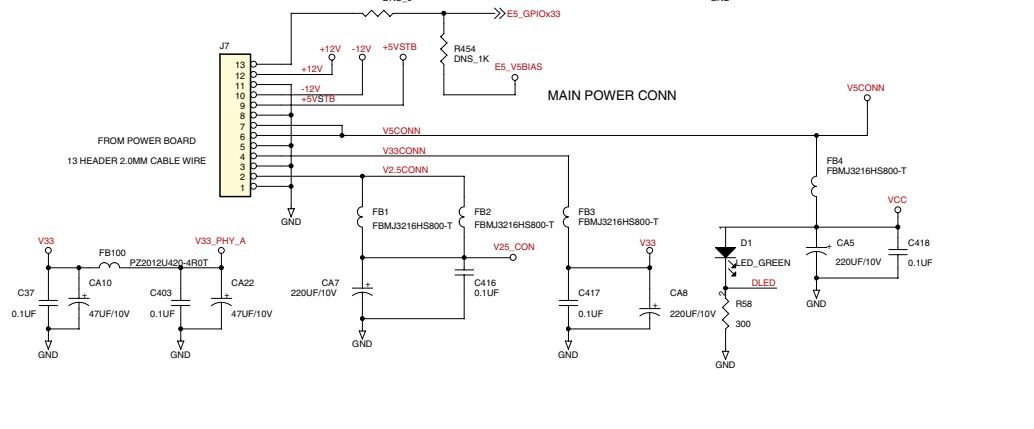 GND
E5_GPIOx33
J7
+12V
-12V
+5VSTB
R454
DNS_1K
E5_V5BIAS
13
12
11
10
9
8
7
6
5
4
3
2
1
+12V
-12V
+5VSTB
MAIN POWER CONN
V5CONN
V5CONN
FROM POWER BOARD
13 HEADER 2.0MM CABLE WIRE
V33CONN
V2.5CONN
FB4
FBMJ3216HS800-T
GND
FB1
FBMJ3216HS800-T
FB2
FBMJ3216HS800-T
FB3
FBMJ3216HS800-T
VCC
V33
FB100
PZ2012U420-4R0T
V33_PHY_A
V25_CON
V33
D1
LED_GREEN
CA5
220UF/10V
C418
0.1UF
C37
0.1UF
CA10
47UF/10V
C403
0.1UF
CA22
47UF/10V
CA7
220UF/10V
C416
0.1UF
C417
0.1UF
CA8
220UF/10V
DLED
2
R58
300
GND
GND
GND
GND
GND
GND